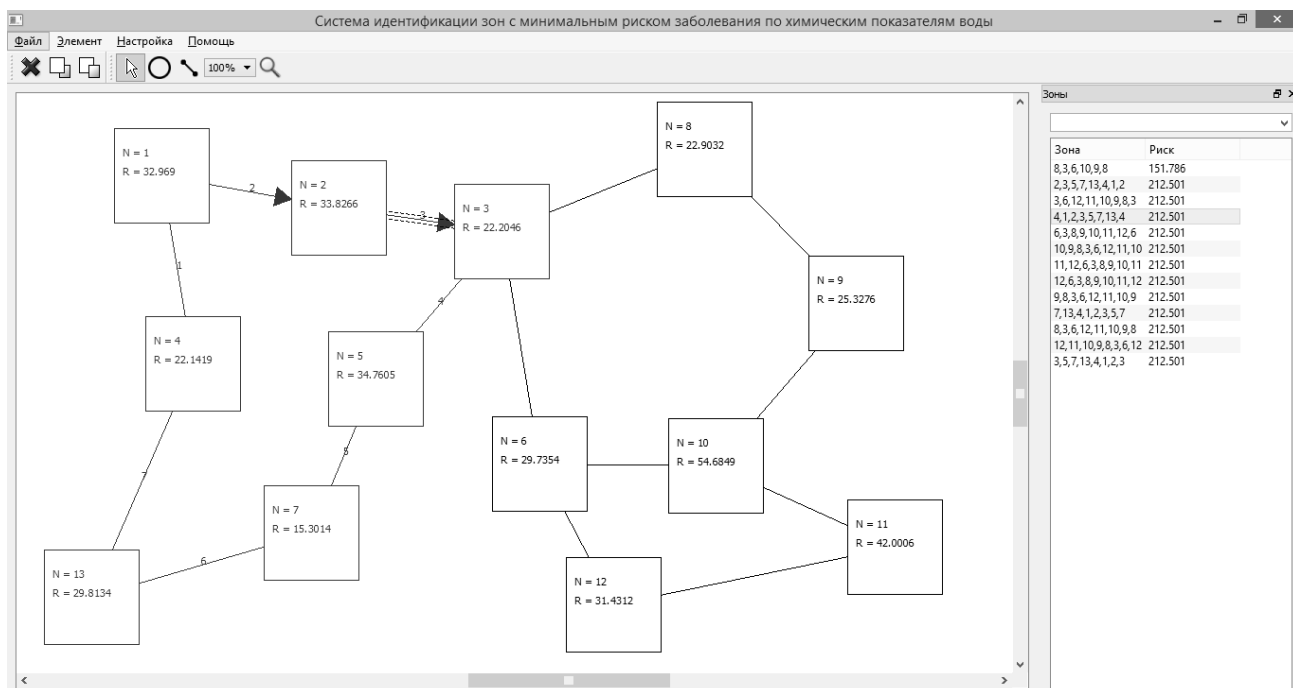 Система идентификации зон с минимальным риском заболевания по химическим показателям воды
Файл Элемент Настройка Помощь
100%
N = 1
R = 32.969
N = 2
R = 33.8266
N = 3
R = 22.2046
N = 8
R = 22.9032
N = 9
R = 25.3276
N = 4
R = 22.1419
N = 5
R = 34.7605
N = 6
R = 29.7354
N = 10
R = 54.6849
N = 7
R = 15.3014
N = 11
R = 42.0006
N = 13
R = 29.8134
N = 12
R = 31.4312
2
3
1
4
5
7
6
Зоны
Зона Риск
8,3,6,10,9,8 151.786
2,3,5,7,13,4,1,2 212.501
3,6,12,11,10,9,8,3 212.501
4,1,2,3,5,7,13,4 212.501
6,3,8,9,10,11,12,6 212.501
10,9,8,3,6,12,11,10 212.501
11,12,6,3,8,9,10,11 212.501
12,6,3,8,9,10,11,12 212.501
9,8,3,6,12,11,10,9 212.501
7,13,4,1,2,3,5,7 212.501
8,3,6,12,11,10,9,8 212.501
12,11,10,9,8,3,6,12 212.501
3,5,7,13,4,1,2,3 212.501